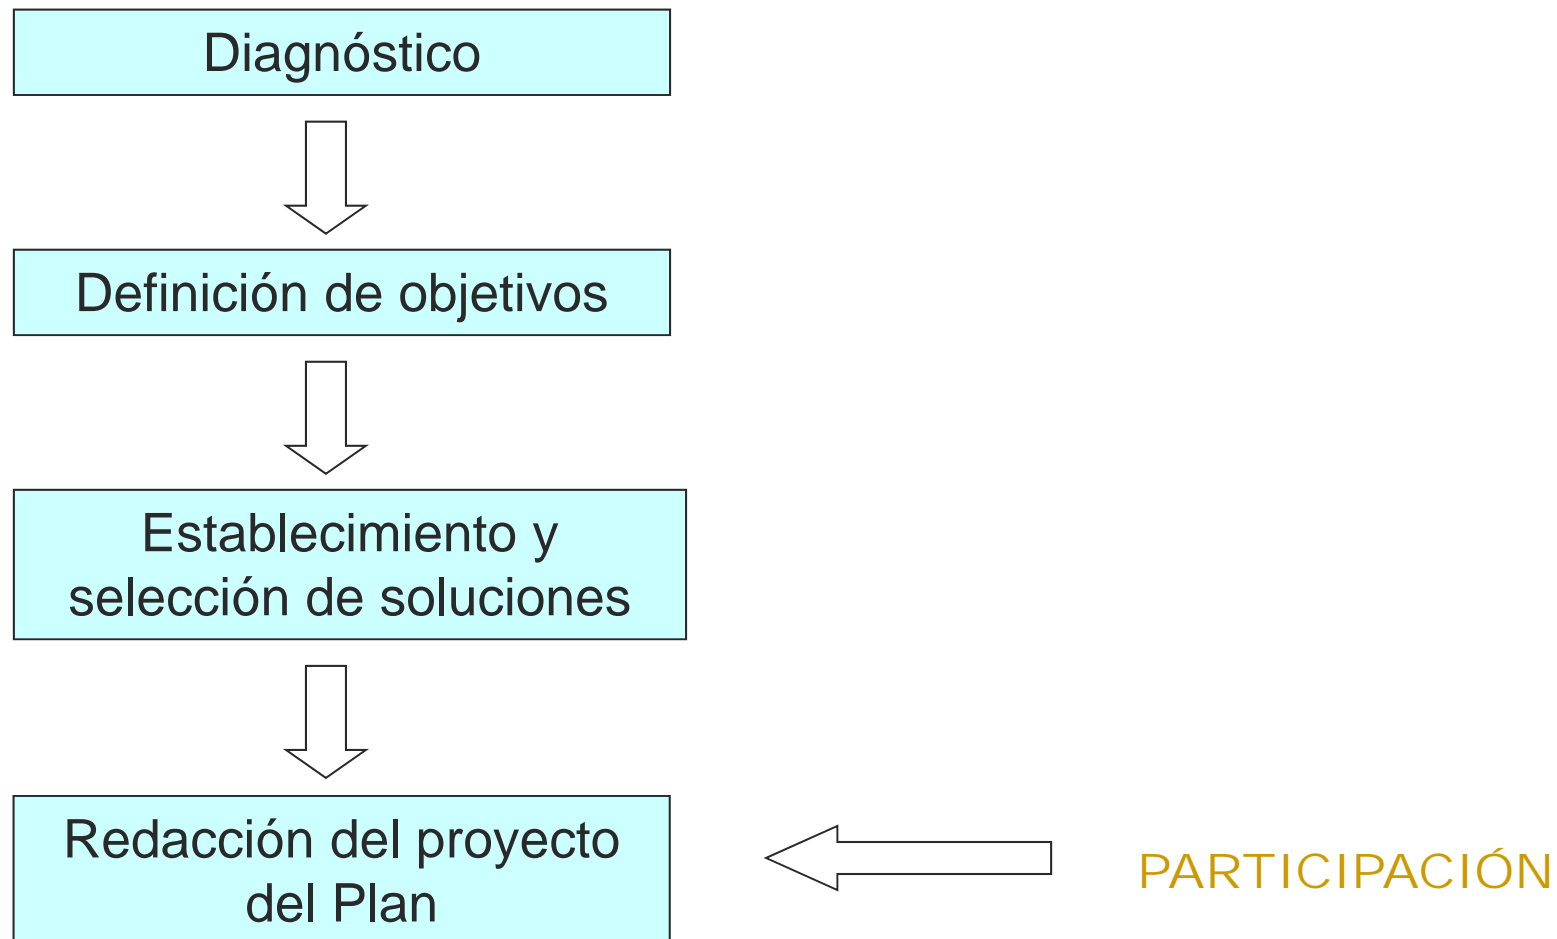 Diagnóstico
Definición de objetivos
Establecimiento y
selección de soluciones
Redacción del proyecto
del Plan
PARTICIPACIÓN